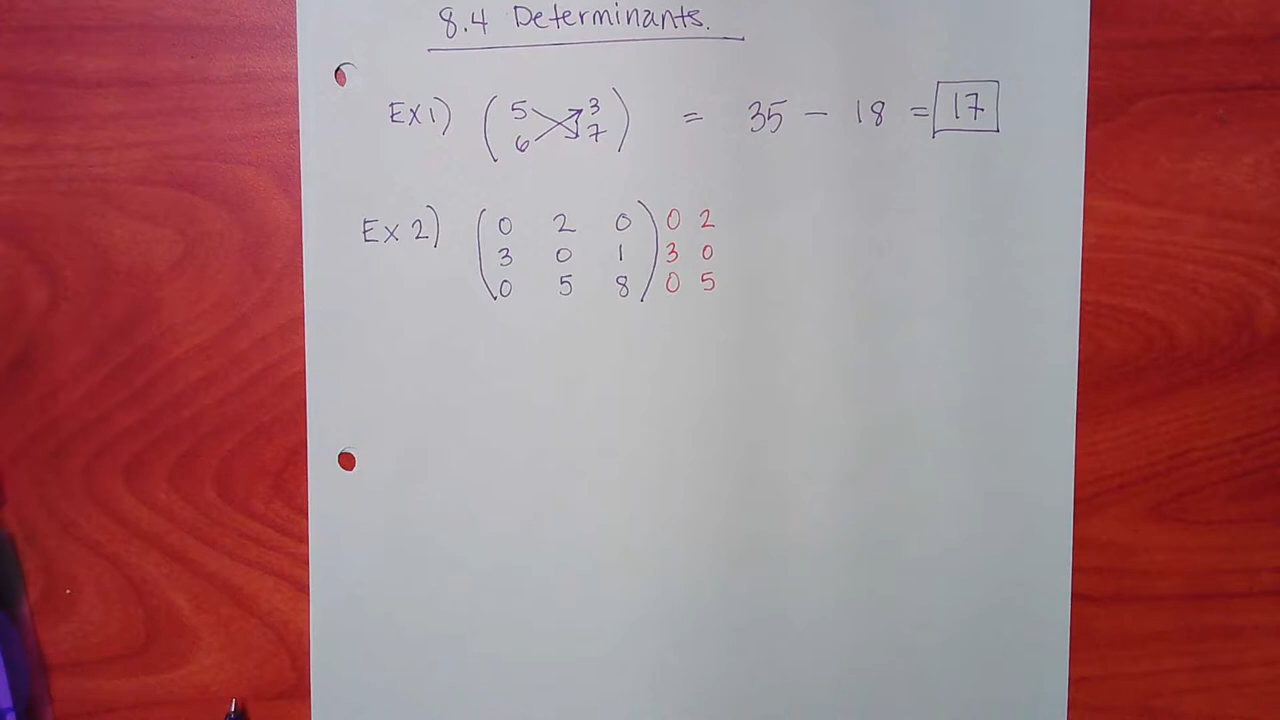 8.4 Determinants.
Ex 1) ( 5 3 ) = 35 - 18 = 17
6 7
Ex 2) ( 0 2 0 ) 0 2
3 0 1 3 0
0 5 8 0 5